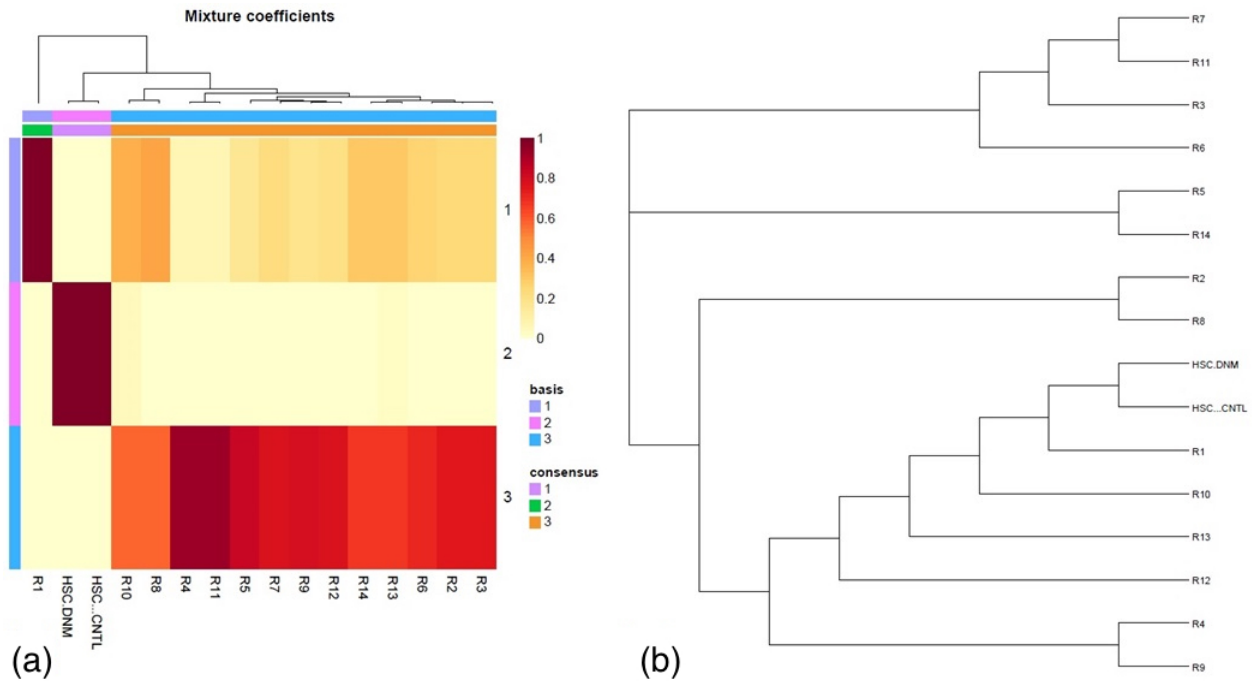 Mixture coefficients
1
0.8
0.6
0.4
0.2
0
1
2
3
basis
1
2
3
consensus
1
2
3
R1
HSC.DNM
HSC...CNTL
R10
R8
R4
R11
R5
R7
R9
R12
R14
R13
R6
R2
R3
(a)
R7
R11
R3
R6
R5
R14
R2
R8
HSC.DNM
HSC...CNTL
R1
R10
R13
R12
R4
R9
(b)